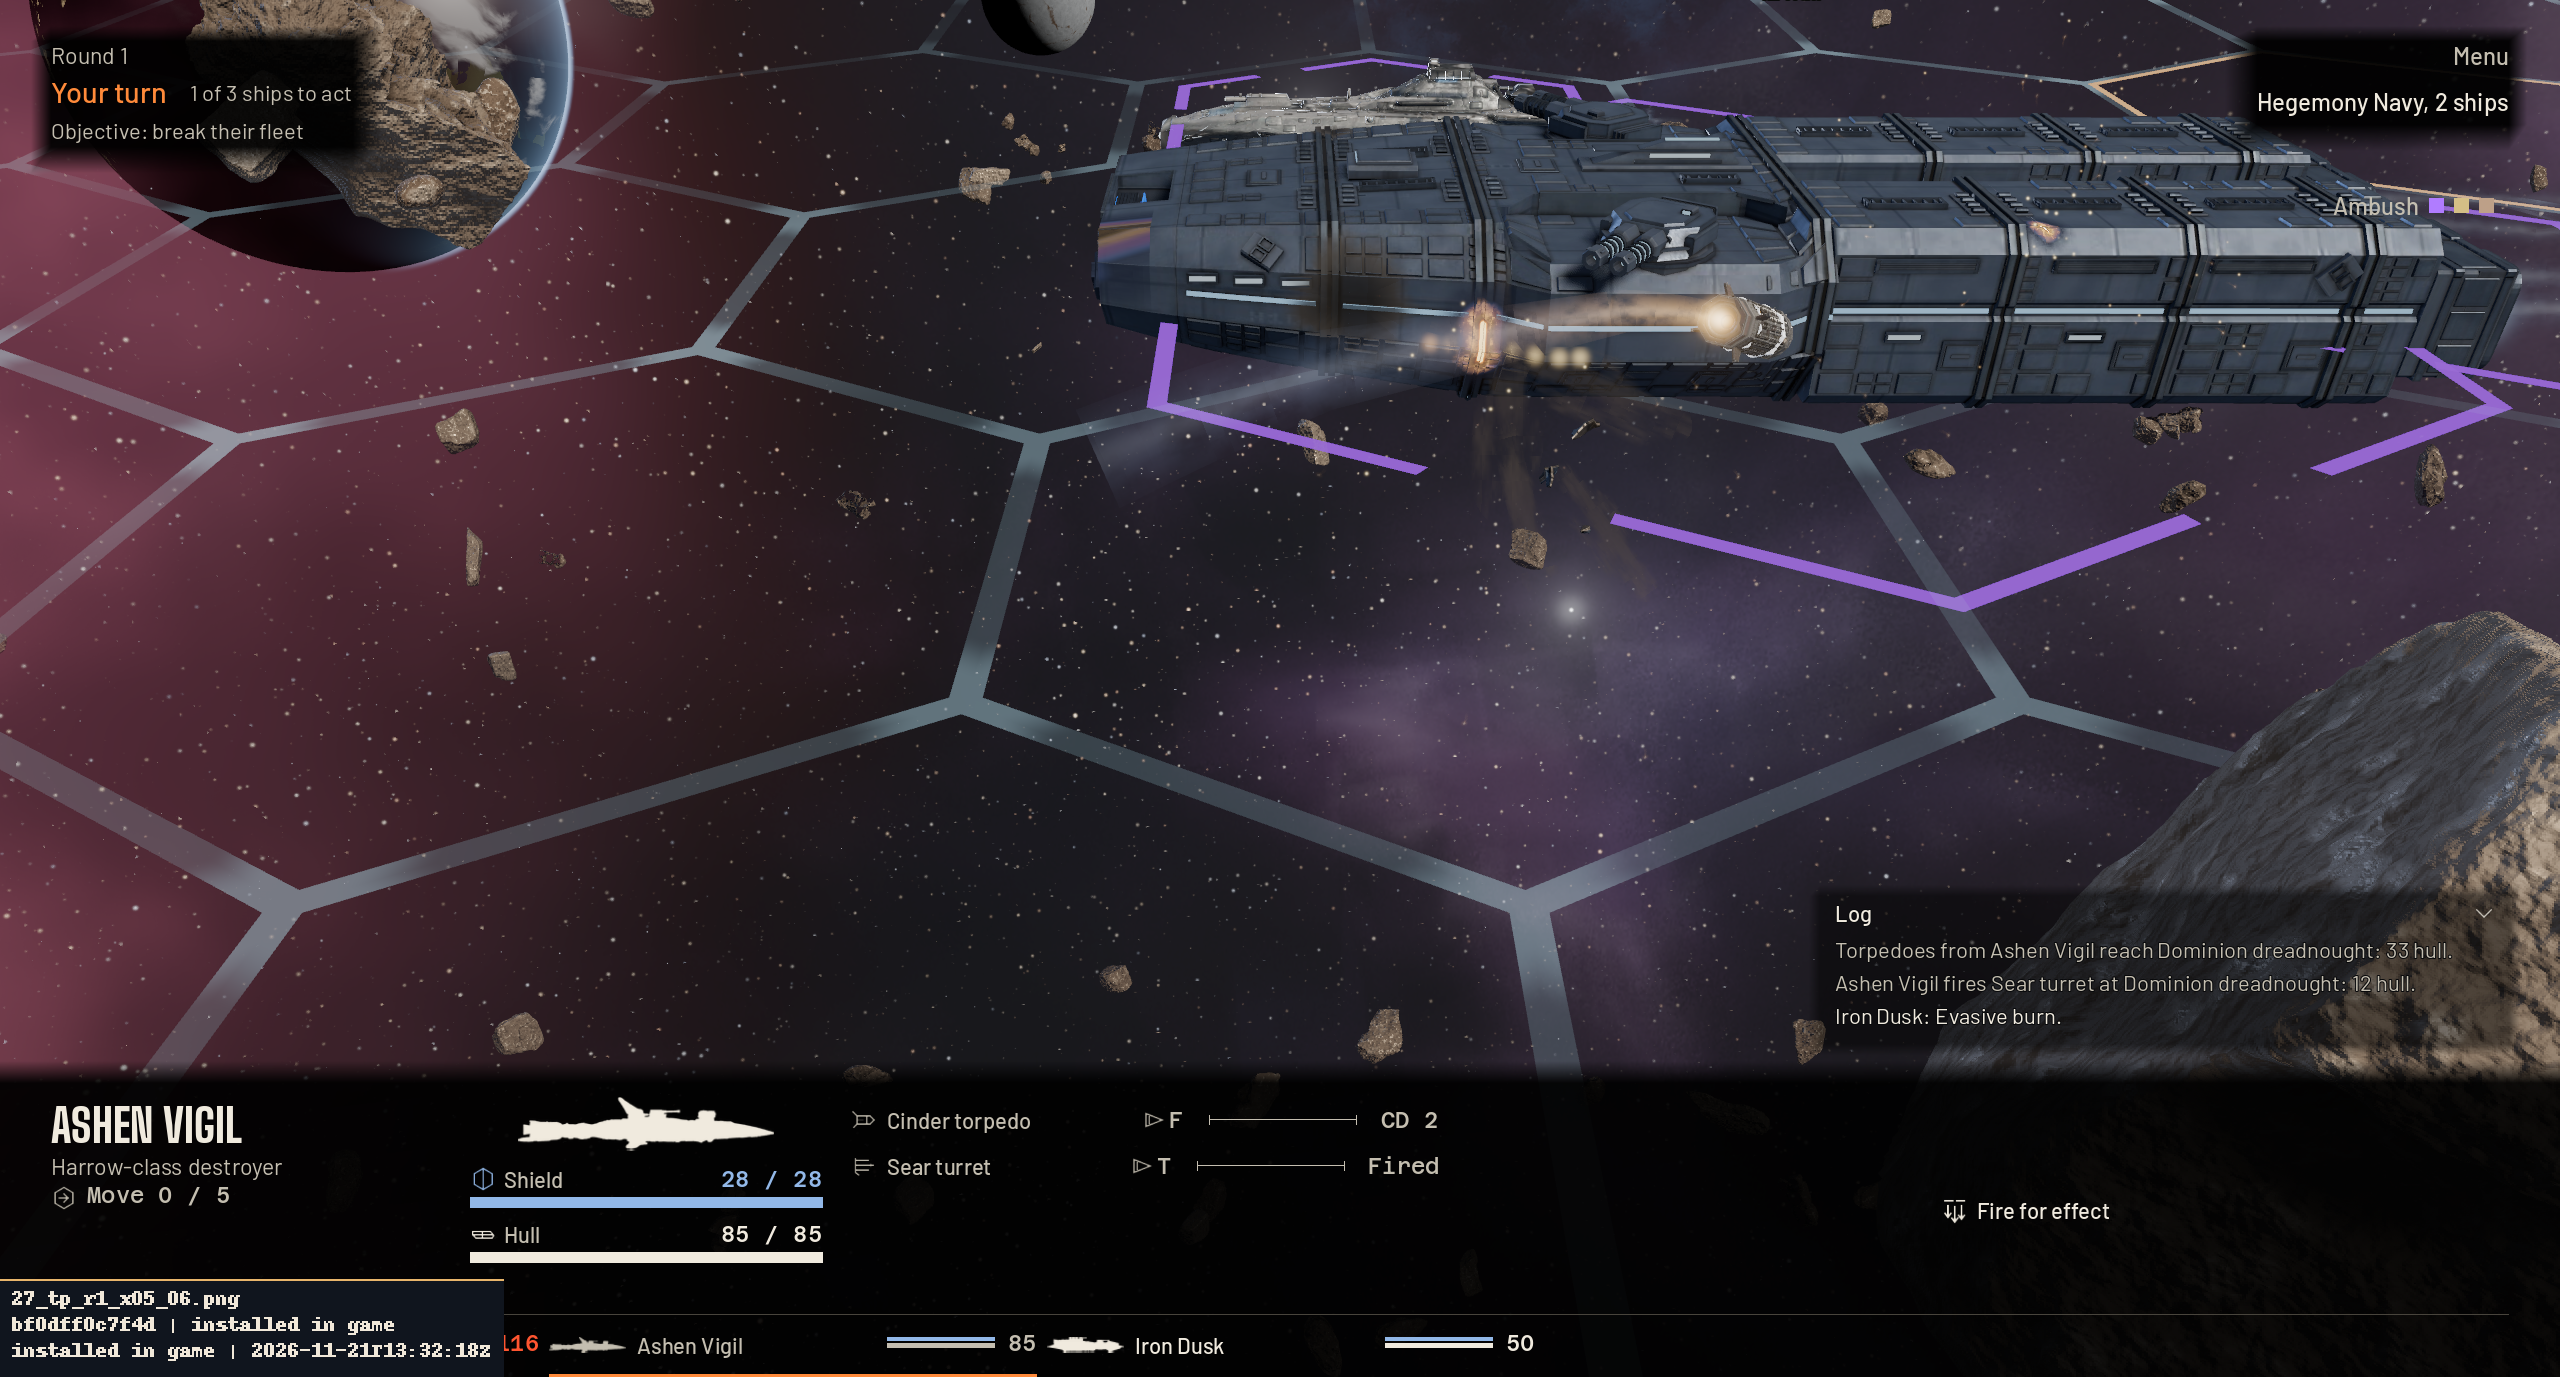 Round 1
Your turn 1 of 3 ships to act
Objective: break their fleet
Menu
Hegemony Navy, 2 ships
Ambush
Log
Torpedoes from Ashen Vigil reach Dominion dreadnought: 33 hull.
Ashen Vigil fires Sear turret at Dominion dreadnought: 12 hull.
Iron Dusk: Evasive burn.
ASHEN VIGIL
Harrow-class destroyer
Move 0 / 5
Shield 28 / 28
Hull 85 / 85
Cinder torpedo F CD 2
Sear turret T Fired
Fire for effect
27_tp_r1_x05_06.png
bf0dff0c7f4d | installed in game
installed in game | 2026-11-21T13:32:18Z
116 Ashen Vigil 85 Iron Dusk 50